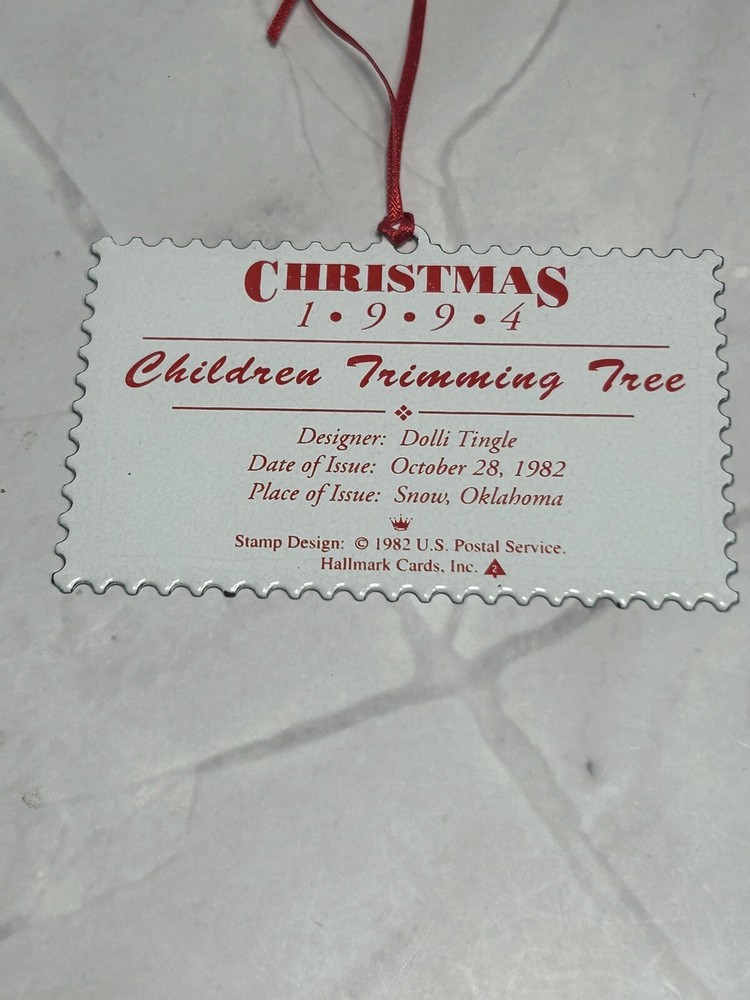 CHRISTMAS
1•9•9•4
Children Trimming Tree
Designer: Dolli Tingle
Date of Issue: October 28, 1982
Place of Issue: Snow, Oklahoma
Stamp Design: © 1982 U.S. Postal Service.
Hallmark Cards, Inc. 2